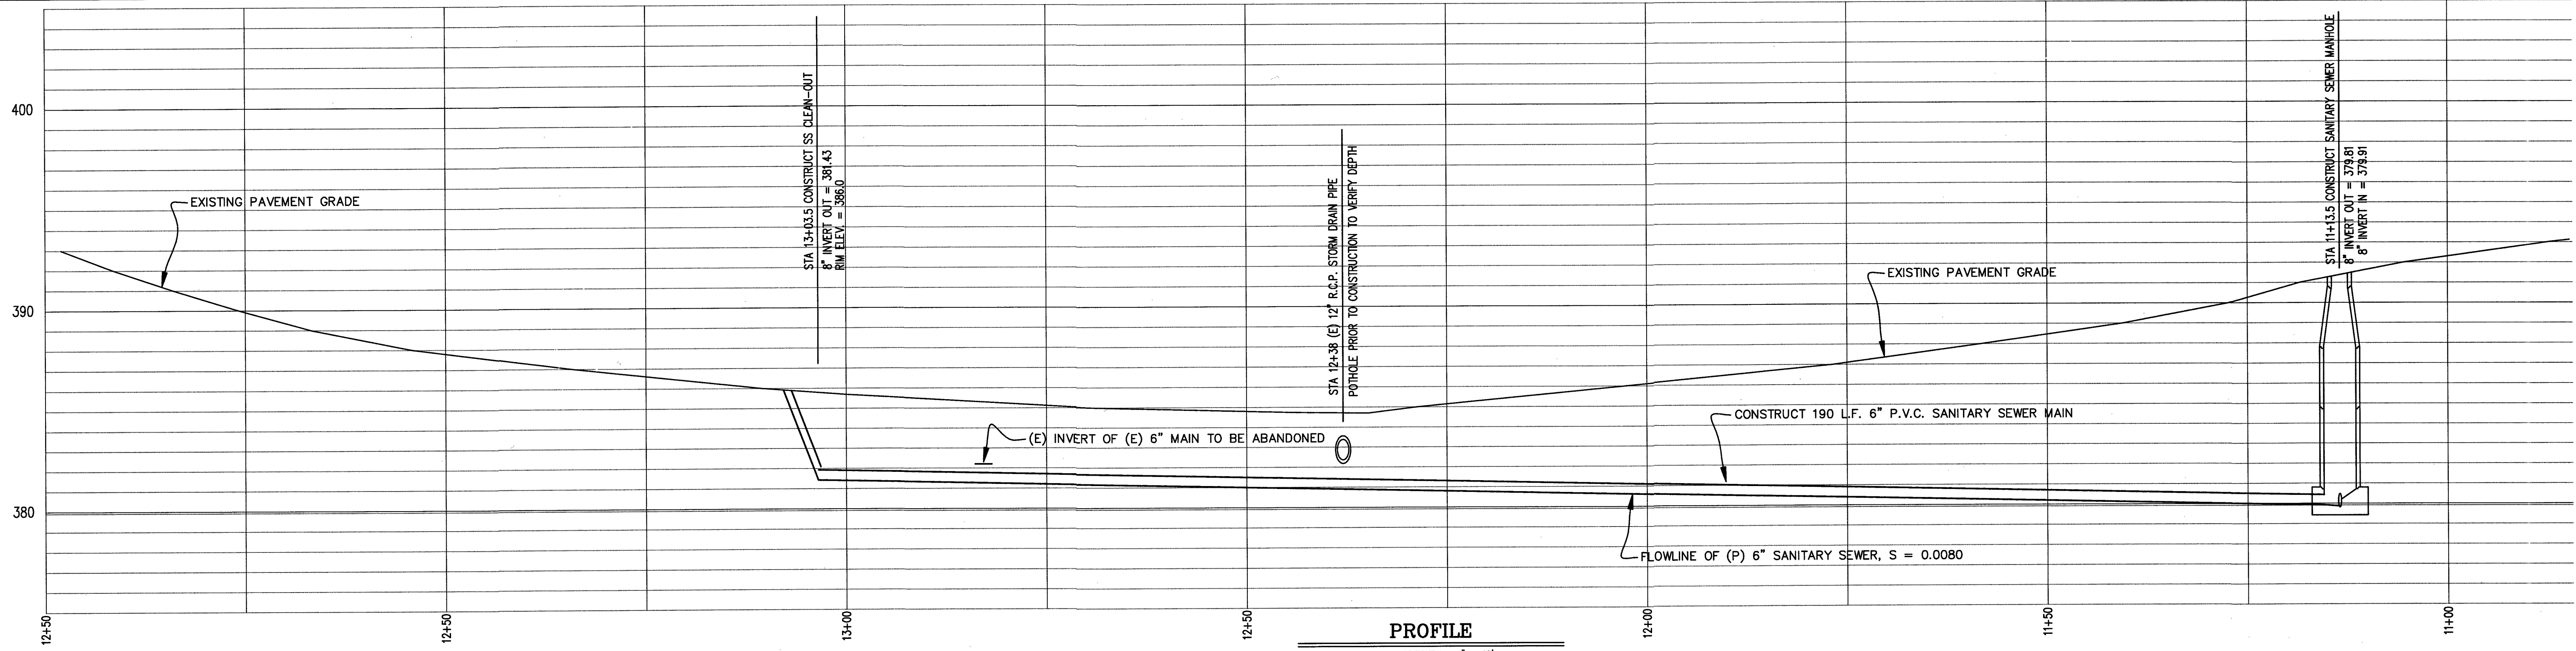 400
390
380
EXISTING PAVEMENT GRADE
STA 13+03.5 CONSTRUCT SS CLEAN-OUT
8" INVERT OUT = 381.43
RIM ELEV. = 386.0
(E) INVERT OF (E) 6" MAIN TO BE ABANDONED
STA 12+38 (E) 12" R.C.P. STORM DRAIN PIPE
POTHOLE PRIOR TO CONSTRUCTION TO VERIFY DEPTH
EXISTING PAVEMENT GRADE
CONSTRUCT 190 L.F. 6" P.V.C. SANITARY SEWER MAIN
FLOWLINE OF (P) 6" SANITARY SEWER, S = 0.0080
STA 11+13.5 CONSTRUCT SANITARY SEWER MANHOLE
8" INVERT OUT = 379.81
8" INVERT IN = 379.91
12+50
12+50
13+00
12+50
12+00
11+50
11+00
PROFILE